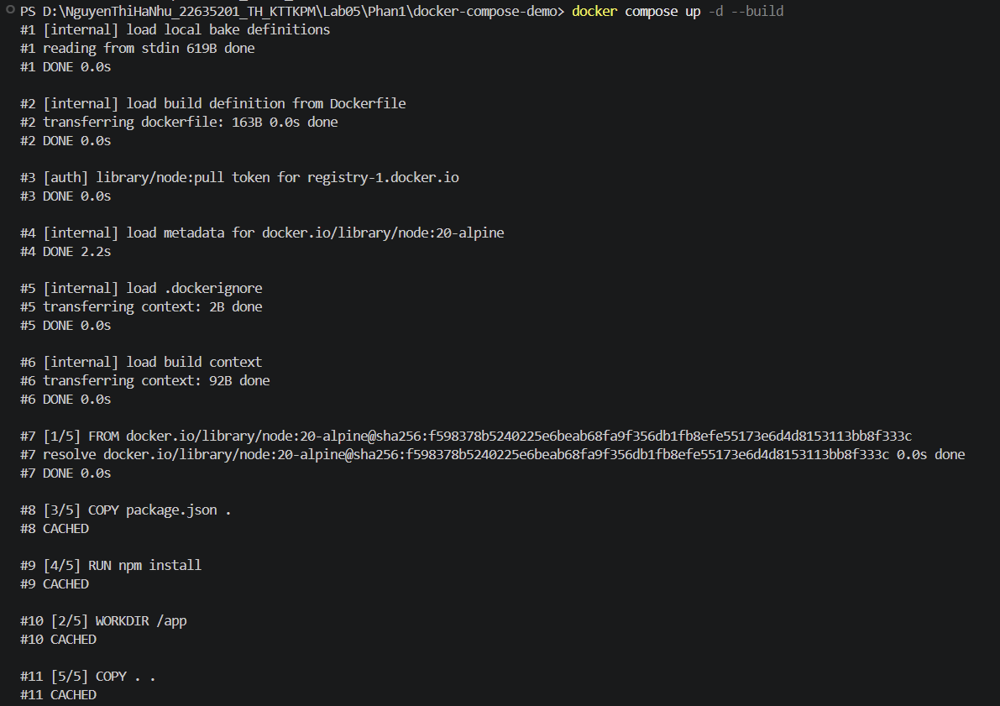 PS D:\NguyenThiHaNhu_22635201_TH_KTTKPM\Lab05\Phan1\docker-compose-demo> docker compose up -d --build
#1 [internal] load local bake definitions
#1 reading from stdin 619B done
#1 DONE 0.0s
#2 [internal] load build definition from Dockerfile
#2 transferring dockerfile: 163B 0.0s done
#2 DONE 0.0s
#3 [auth] library/node:pull token for registry-1.docker.io
#3 DONE 0.0s
#4 [internal] load metadata for docker.io/library/node:20-alpine
#4 DONE 2.2s
#5 [internal] load .dockerignore
#5 transferring context: 2B done
#5 DONE 0.0s
#6 [internal] load build context
#6 transferring context: 92B done
#6 DONE 0.0s
#7 [1/5] FROM docker.io/library/node:20-alpine@sha256:f598378b5240225e6beab68fa9f356db1fb8efe55173e6d4d8153113bb8f333c
#7 resolve docker.io/library/node:20-alpine@sha256:f598378b5240225e6beab68fa9f356db1fb8efe55173e6d4d8153113bb8f333c 0.0s done
#7 DONE 0.0s
#8 [3/5] COPY package.json .
#8 CACHED
#9 [4/5] RUN npm install
#9 CACHED
#10 [2/5] WORKDIR /app
#10 CACHED
#11 [5/5] COPY . .
#11 CACHED